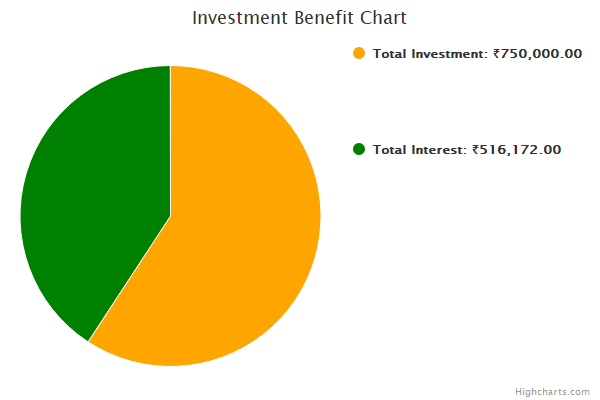 Investment Benefit Chart
Total Investment: ₹750,000.00
Total Interest: ₹516,172.00
Highcharts.com